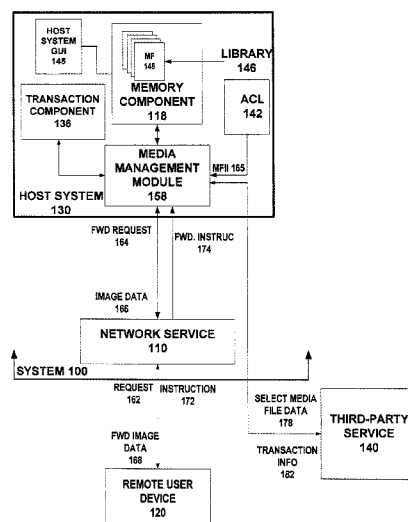 HOST
SYSTEM
GUI
145
MF
148
LIBRARY
146
MEMORY
COMPONENT
118
TRANSACTION
COMPONENT
138
ACL
142
MEDIA
MANAGEMENT
MODULE
158
MFII 165
HOST SYSTEM
130
FWD REQUEST
164
FWD. INSTRUC
174
IMAGE DATA
166
NETWORK SERVICE
110
SYSTEM 100
REQUEST
162
INSTRUCTION
172
SELECT MEDIA
FILE DATA
178
THIRD-PARTY
SERVICE
140
FWD IMAGE
DATA
168
TRANSACTION
INFO
182
REMOTE USER
DEVICE
120